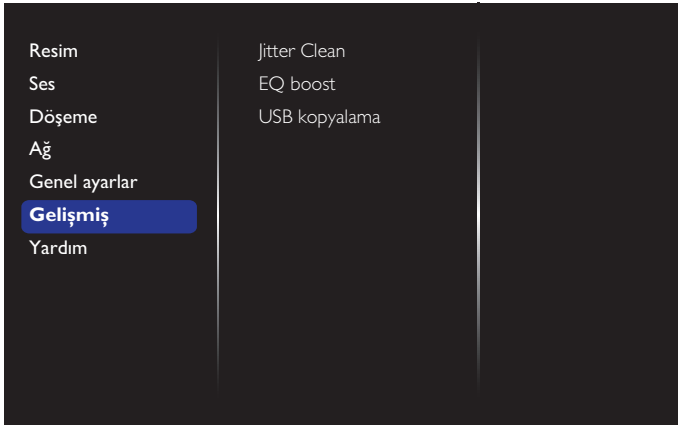 Resim
Ses
Döşeme
Ağ
Genel ayarlar
Gelişmiş
Yardım
Jitter Clean
EQ boost
USB kopyalama